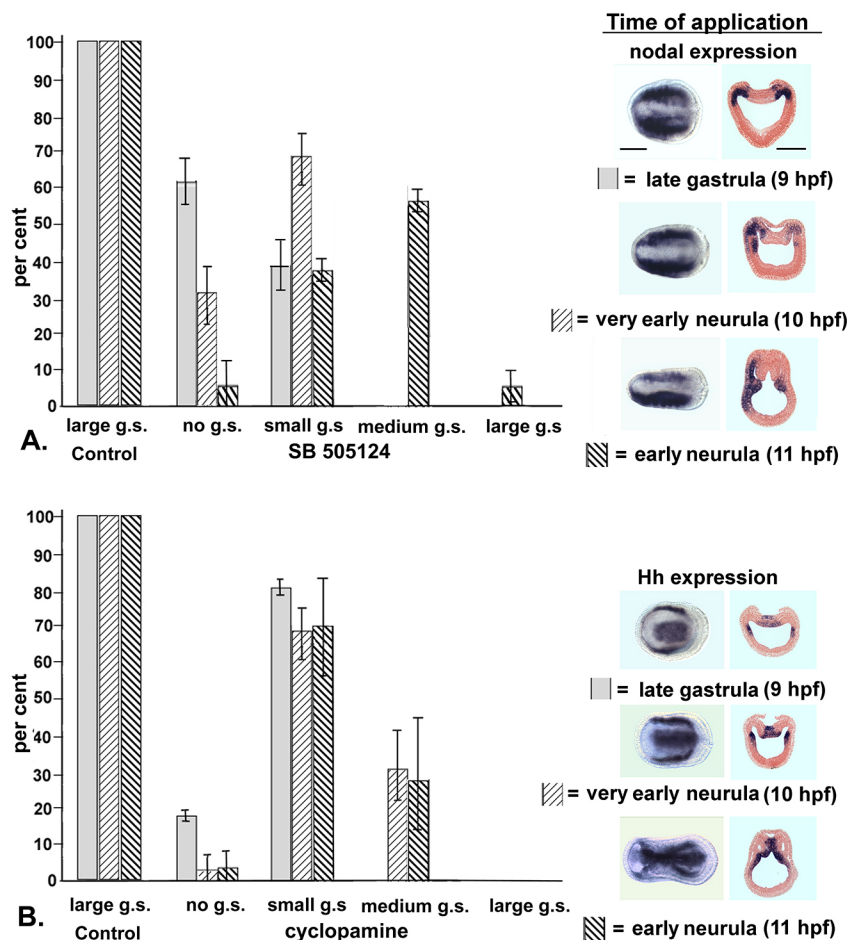 Time of application
nodal expression
100
90
80
70
60
50
40
30
20
10
0
per cent
large g.s. no g.s. small g.s medium g.s. large g.s
Control SB 505124
A.
= late gastrula (9 hpf)
= very early neurula (10 hpf)
= early neurula (11 hpf)
100
90
80
70
60
50
40
30
20
10
0
per cent
large g.s. no g.s. small g.s medium g.s. large g.s.
Control cyclopamine
B.
Hh expression
= late gastrula (9 hpf)
= very early neurula (10 hpf)
= early neurula (11 hpf)